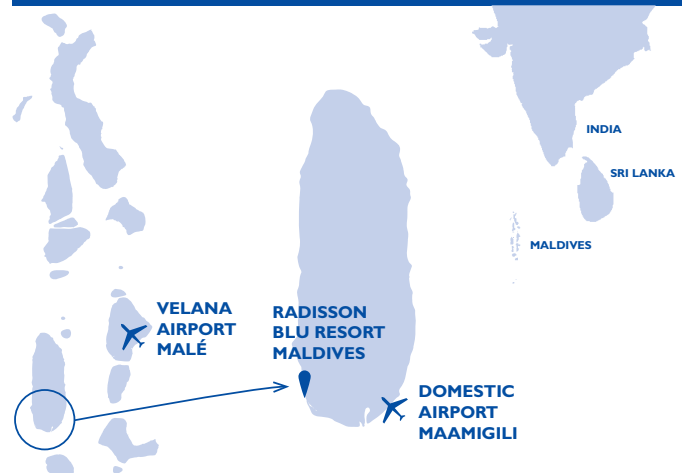 INDIA
SRI LANKA
MALDIVES
VELANA
AIRPORT
MALÉ
RADISSON
BLU RESORT
MALDIVES
DOMESTIC
AIRPORT
MAAMIGILI